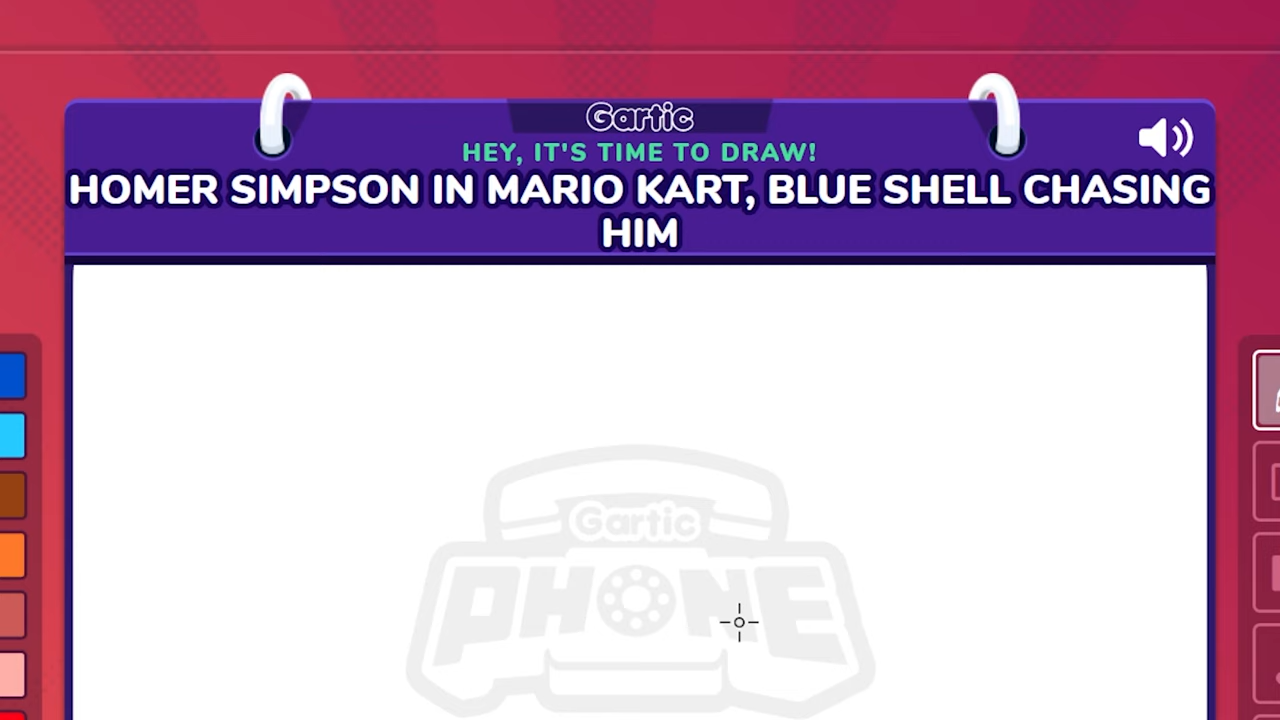 Gartic
HEY, IT'S TIME TO DRAW!
HOMER SIMPSON IN MARIO KART, BLUE SHELL CHASING
HIM
Gartic
PHONE